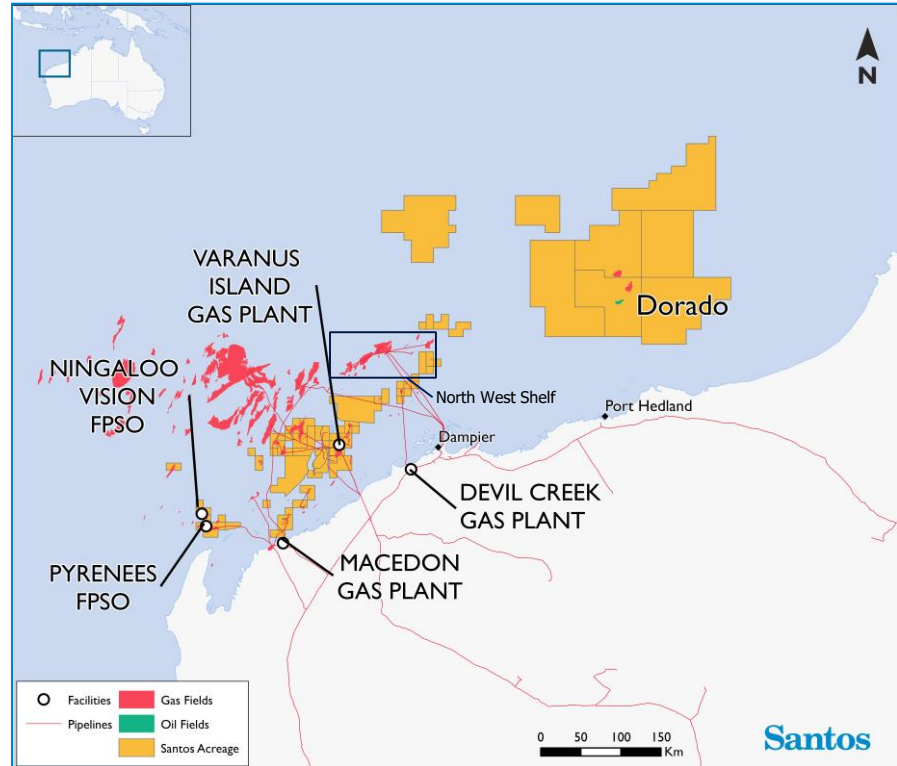 N
VARANUS
ISLAND
GAS PLANT
Dorado
NINGALOO
VISION
FPSO
North West Shelf
Port Hedland
Dampier
DEVIL CREEK
GAS PLANT
PYRENEES
FPSO
MACEDON
GAS PLANT
Facilities
Gas Fields
Pipelines
Oil Fields
Santos Acreage
0 50 100 150
Km
Santos